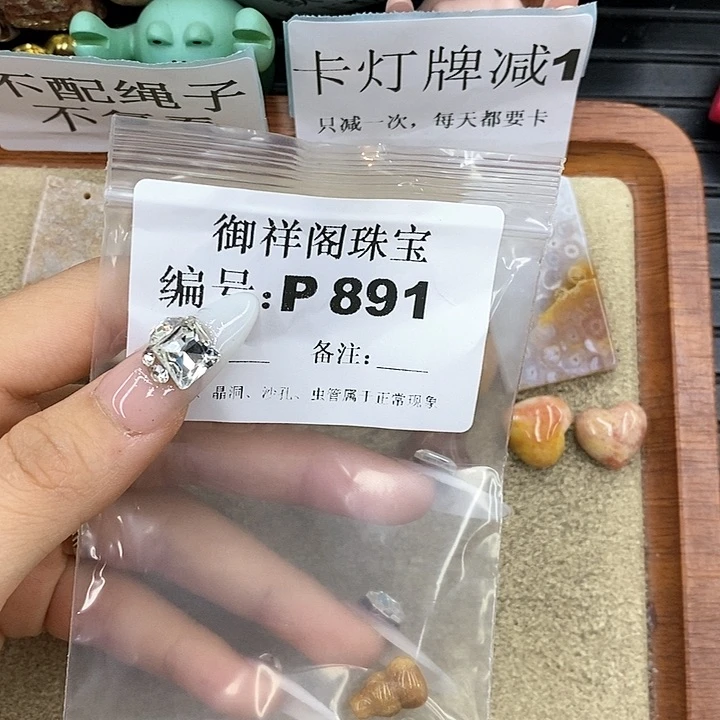 不配绳子
卡灯牌减1
只减一次，每天都要卡
御祥阁珠宝
编号:P 891
备注:
、晶洞、沙孔、虫管属于正常现象